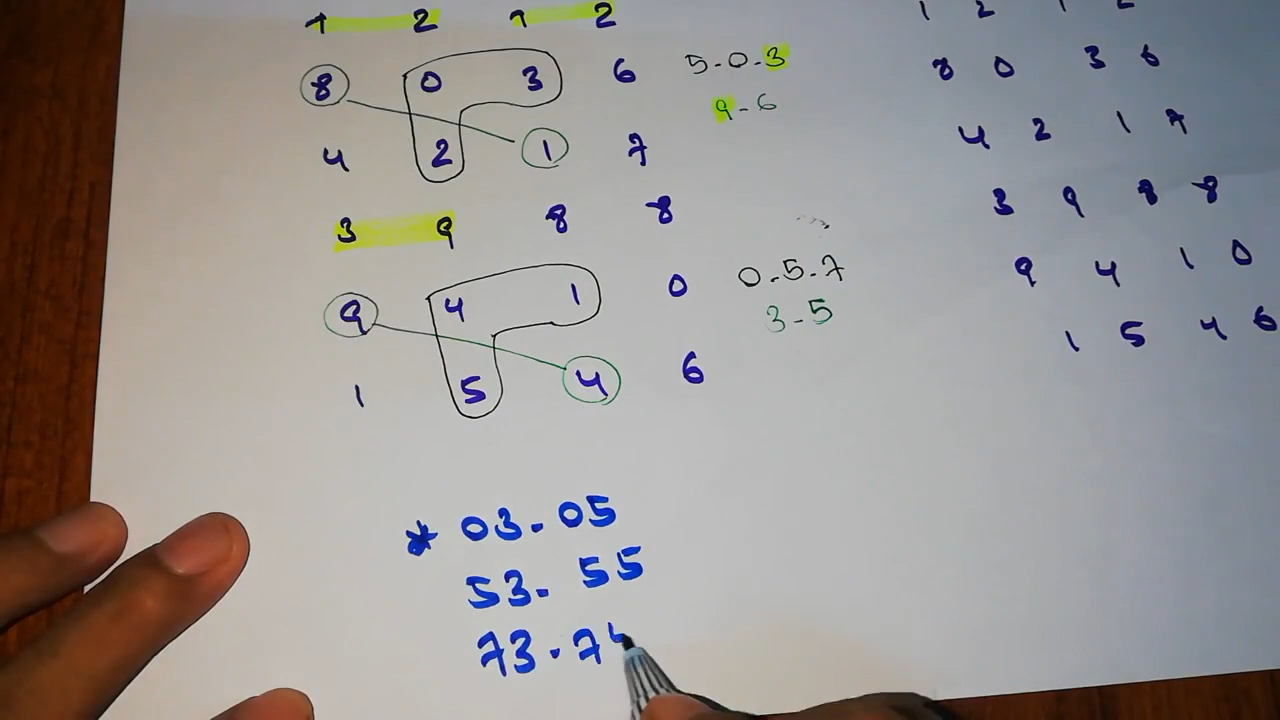 1 2 1 2
8 0 3 6 5-0-3
9-6
4 2 1 7
3 9 8 8
9 4 1 0 0-5-7
3-5
1 5 4 6
* 03. 05
53. 55
73. 7
1 2 1 2
8 0 3 6
4 2 1 7
3 9 8 8
9 4 1 0
1 5 4 6